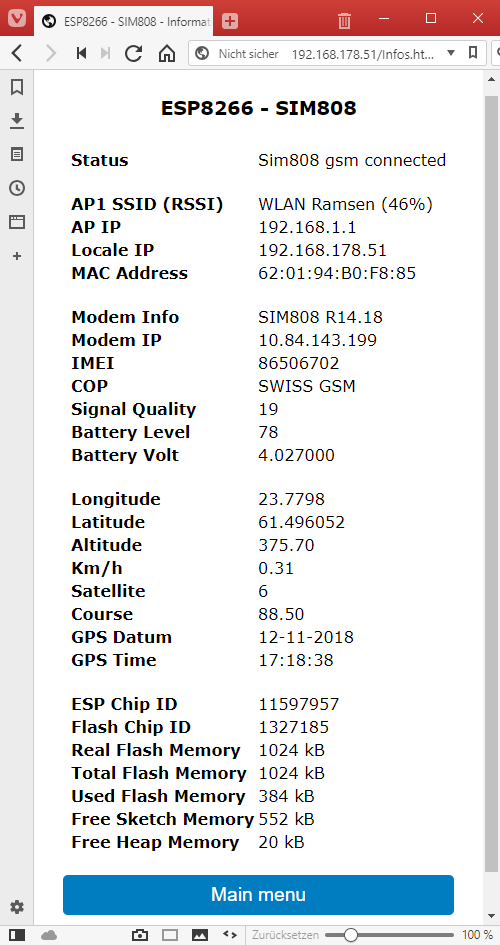 ESP8266 - SIM808 - Informat
Nicht sicher 192.168.178.51/Infos.ht...
ESP8266 - SIM808
Status Sim808 gsm connected
AP1 SSID (RSSI) WLAN Ramsen (46%)
AP IP 192.168.1.1
Locale IP 192.168.178.51
MAC Address 62:01:94:B0:F8:85
Modem Info SIM808 R14.18
Modem IP 10.84.143.199
IMEI 86506702
COP SWISS GSM
Signal Quality 19
Battery Level 78
Battery Volt 4.027000
Longitude 23.7798
Latitude 61.496052
Altitude 375.70
Km/h 0.31
Satellite 6
Course 88.50
GPS Datum 12-11-2018
GPS Time 17:18:38
ESP Chip ID 11597957
Flash Chip ID 1327185
Real Flash Memory 1024 kB
Total Flash Memory 1024 kB
Used Flash Memory 384 kB
Free Sketch Memory 552 kB
Free Heap Memory 20 kB
Main menu
Zurücksetzen 100 %